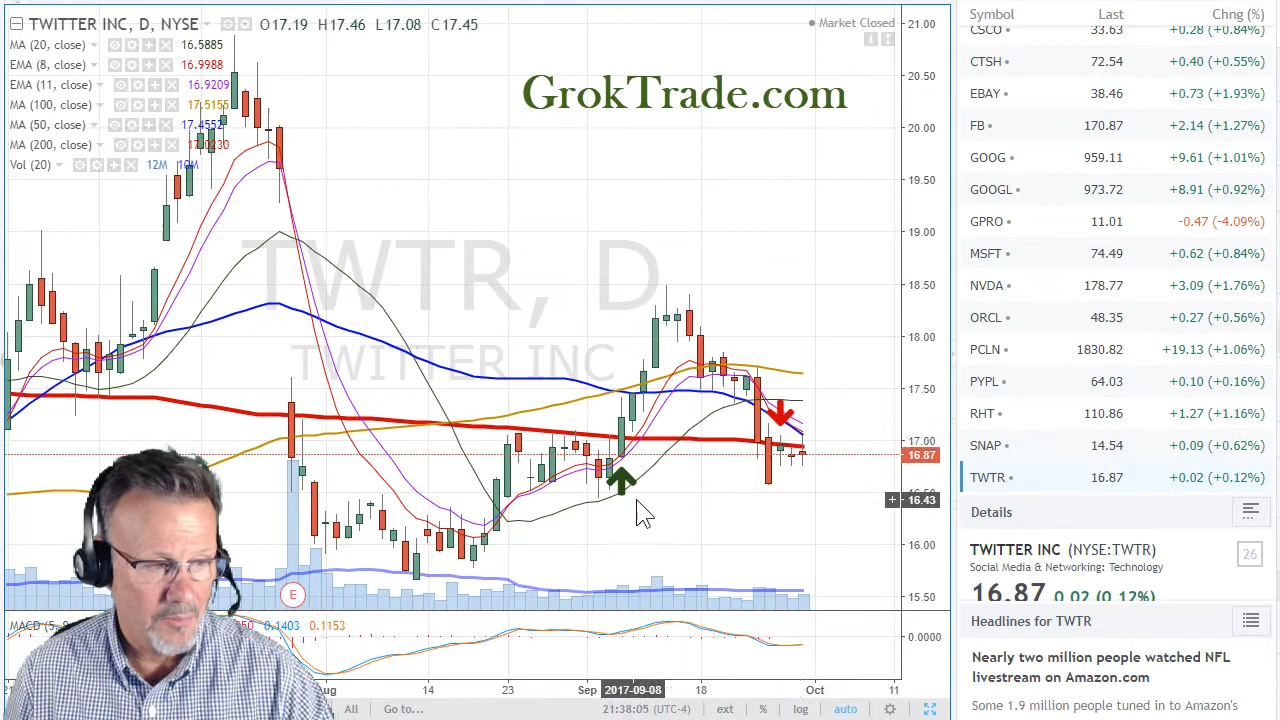 TWITTER INC, D, NYSE O17.19 H17.46 L17.08 C17.45
Market Closed
MA (20, close) 16.5885
EMA (8, close) 16.9988
EMA (11, close) 16.9209
MA (100, close) 17.5155
MA (50, close) 17.4552
MA (200, close) 17.0230
Vol (20) 12M 10M
GrokTrade.com
TWTR, D
TWITTER INC
21.00
20.50
20.00
19.50
19.00
18.50
18.00
17.50
17.00
16.87
16.43
16.00
15.50
E
0.1403 0.1153
0.0000
Aug 14 23 Sep 2017-09-08 18 Oct 11
All Go to... 21:38:05 (UTC-4) ext % log auto
Symbol Last Chng (%)
CSCO 33.63 +0.28 (+0.84%)
CTSH 72.54 +0.40 (+0.55%)
EBAY 38.46 +0.73 (+1.93%)
FB 170.87 +2.14 (+1.27%)
GOOG 959.11 +9.61 (+1.01%)
GOOGL 973.72 +8.91 (+0.92%)
GPRO 11.01 -0.47 (-4.09%)
MSFT 74.49 +0.62 (+0.84%)
NVDA 178.77 +3.09 (+1.76%)
ORCL 48.35 +0.27 (+0.56%)
PCLN 1830.82 +19.13 (+1.06%)
PYPL 64.03 +0.10 (+0.16%)
RHT 110.86 +1.27 (+1.16%)
SNAP 14.54 +0.09 (+0.62%)
TWTR 16.87 +0.02 (+0.12%)
Details
TWITTER INC (NYSE:TWTR) 26
Social Media & Networking: Technology
16.87 0.02 (0.12%)
Headlines for TWTR
Nearly two million people watched NFL
livestream on Amazon.com
Some 1.9 million people tuned in to Amazon's